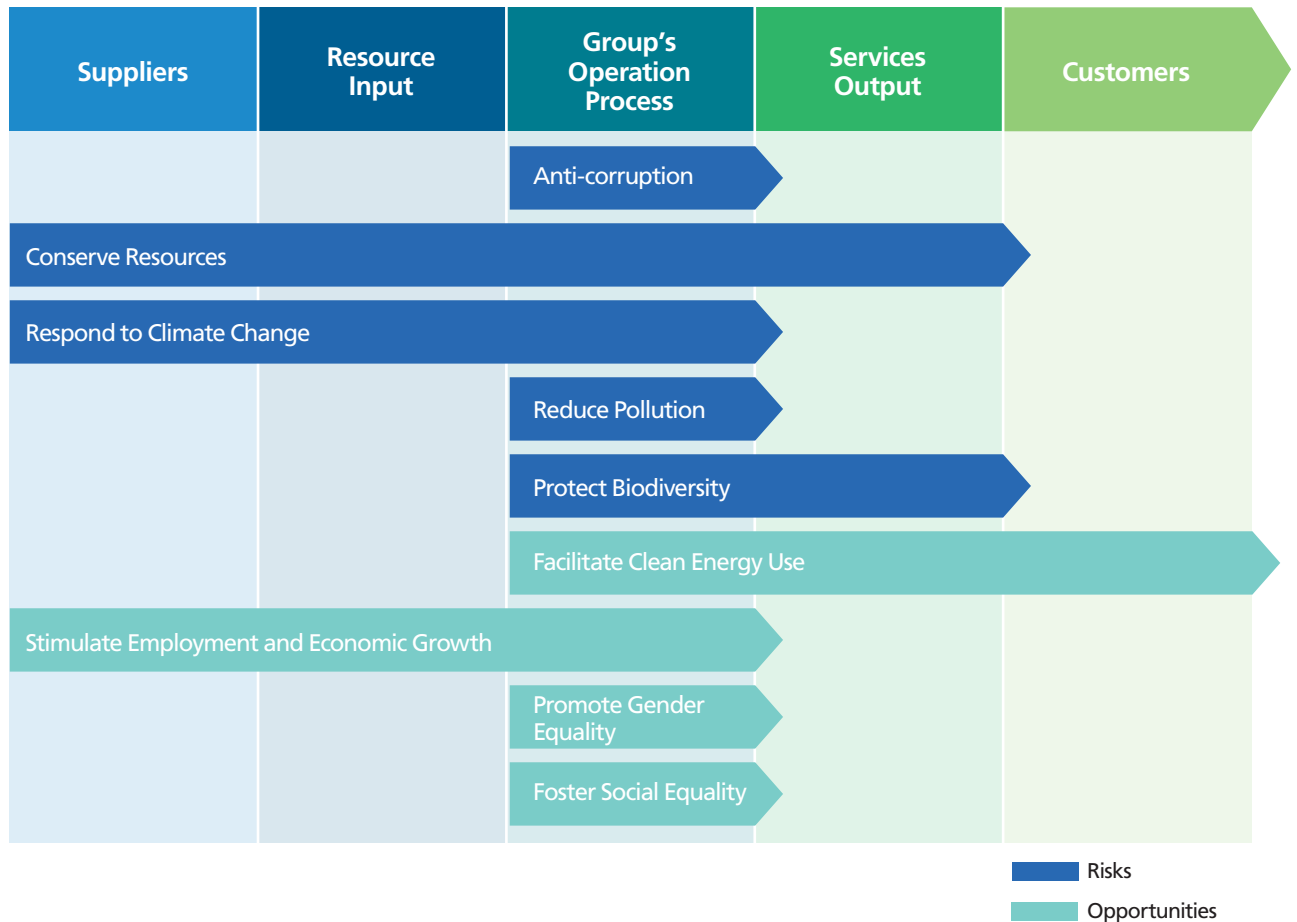 Suppliers
Resource
Input
Group's
Operation
Process
Services
Output
Customers
Anti-corruption
Conserve Resources
Respond to Climate Change
Reduce Pollution
Protect Biodiversity
Facilitate Clean Energy Use
Stimulate Employment and Economic Growth
Promote Gender
Equality
Foster Social Equality
Risks
Opportunities